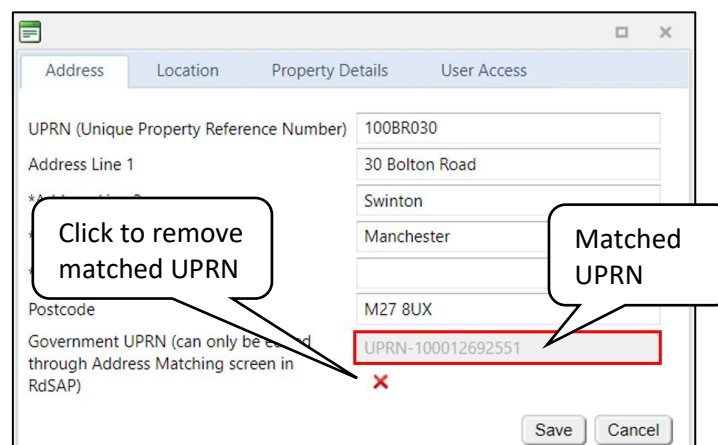 Address Location Property Details User Access
UPRN (Unique Property Reference Number) 100BR030
Address Line 1 30 Bolton Road
Swinton
Manchester
Click to remove
matched UPRN
Matched
UPRN
Postcode M27 8UX
Government UPRN (can only be
through Address Matching screen in
RdSAP)
UPRN-100012692551
Save Cancel